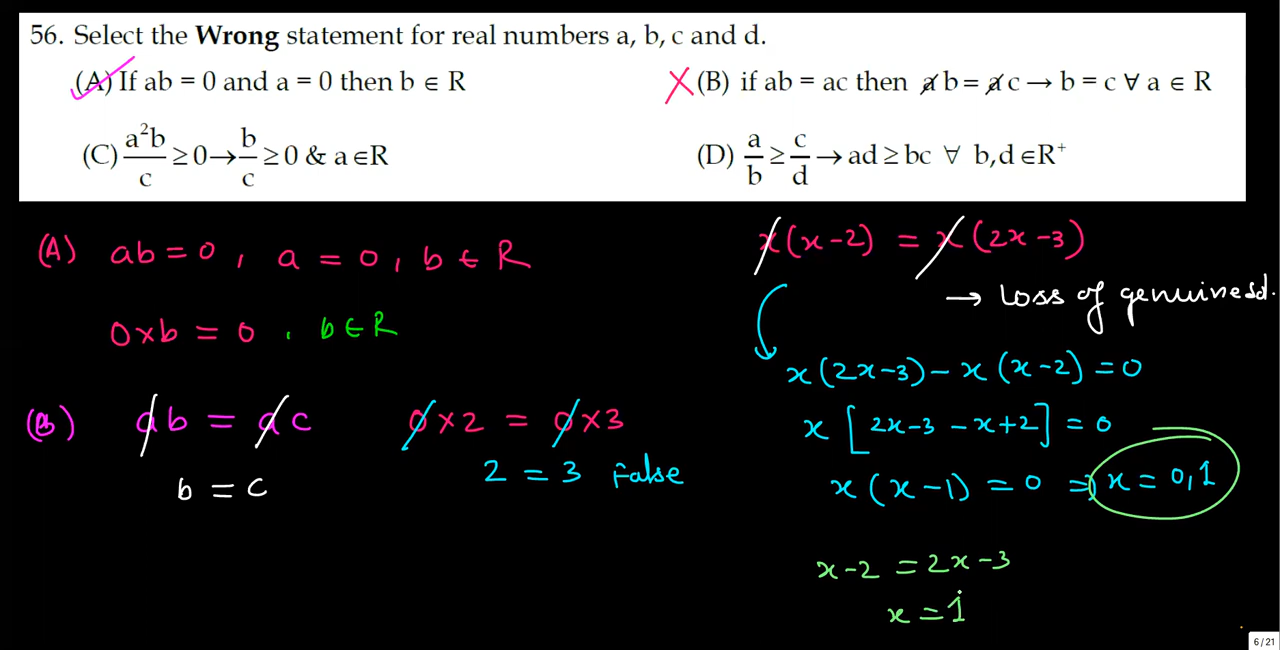 56. Select the Wrong statement for real numbers a, b, c and d.
(A) If ab = 0 and a = 0 then b ∈ R
(B) if ab = ac then a̸ b = a̸ c → b = c ∀ a ∈ R
(C) a²b/c ≥ 0 → b/c ≥ 0 & a ∈ R
(D) a/b ≥ c/d → ad ≥ bc ∀ b, d ∈ R⁺
(A) ab = 0, a = 0, b ∈ R
0 × b = 0, b ∈ R
(B) a̸b = a̸c
b = c
0̸ × 2 = 0̸ × 3
2 = 3 False
x̸(x-2) = x̸(2x-3)
→ Loss of genuineed.
x(2x-3) - x(x-2) = 0
x[2x-3-x+2] = 0
x(x-1) = 0 ⇒ x = 0, 1
x-2 = 2x-3
x = 1
6 / 21